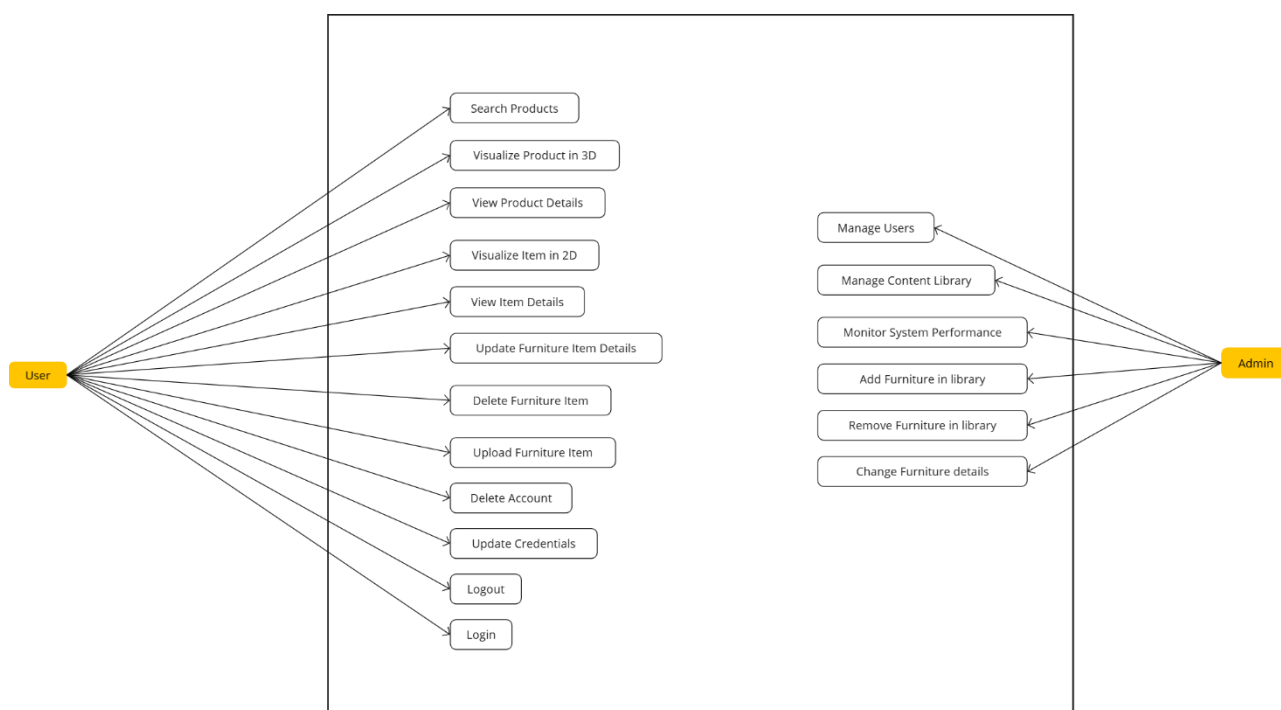 Search Products
Visualize Product in 3D
View Product Details
Visualize Item in 2D
View Item Details
Update Furniture Item Details
Delete Furniture Item
Upload Furniture Item
Delete Account
Update Credentials
Logout
Login
User
Manage Users
Manage Content Library
Monitor System Performance
Add Furniture in library
Remove Furniture in library
Change Furniture details
Admin